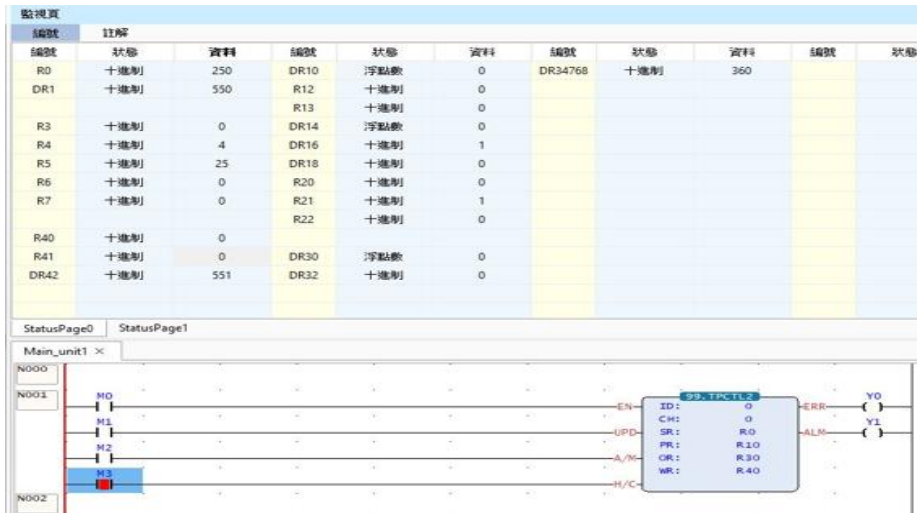 監視頁
編號 註解
編號 狀態 資料 編號 狀態 資料 編號 狀態 資料 編號 狀態
R0 十進制 250 DR10 浮點數 0 DR34768 十進制 360
DR1 十進制 550 R12 十進制 0
R13 十進制 0
R3 十進制 0 DR14 浮點數 0
R4 十進制 4 DR16 十進制 1
R5 十進制 25 DR18 十進制 0
R6 十進制 0 R20 十進制 0
R7 十進制 0 R21 十進制 1
R22 十進制 0
R40 十進制 0
R41 十進制 0 DR30 浮點數 0
DR42 十進制 551 DR32 十進制 0
StatusPage0 StatusPage1
Main_unit1 ×
N000
N001 M0 EN 99.TPCTL2 ERR Y0
ID: 0
M1 UPD CH: 0 ALM Y1
SR: R0
M2 A/M PR: R10
OR: R30
M3 H/C WR: R40
N002